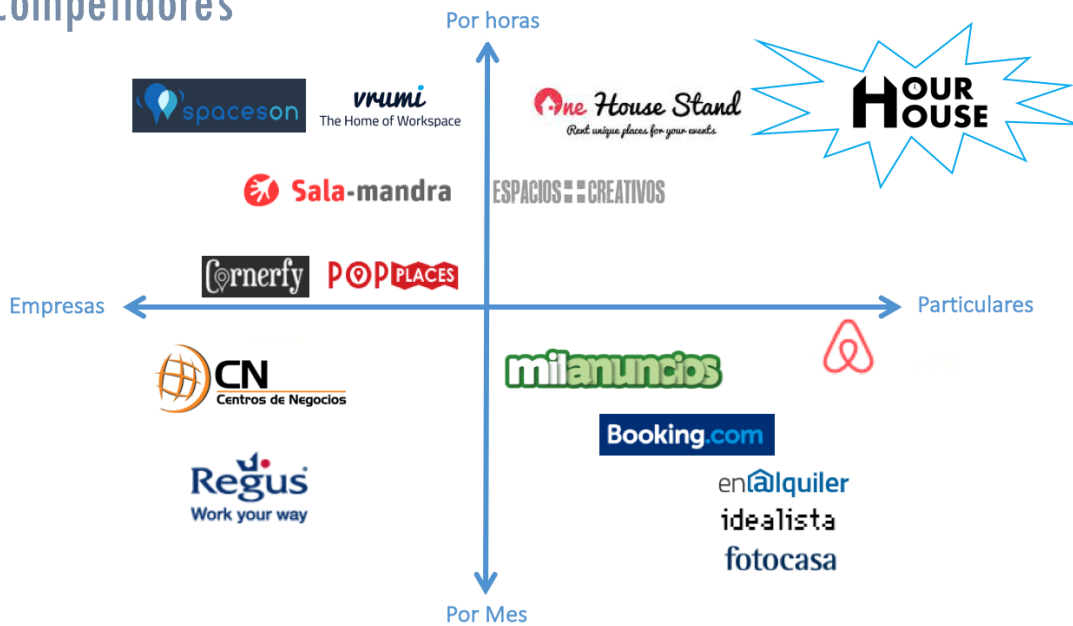 Competidores
Por horas
spaceson
vrumi
The Home of Workspace
One House Stand
Rent unique places for your events
HOUR
HOUSE
Sala-mandra
ESPACIOS CREATIVOS
Cornerfy
POP PLACES
Empresas
Particulares
CN
Centros de Negocios
milanuncios
Booking.com
Regus
Work your way
en@lquiler
idealista
fotocasa
Por Mes